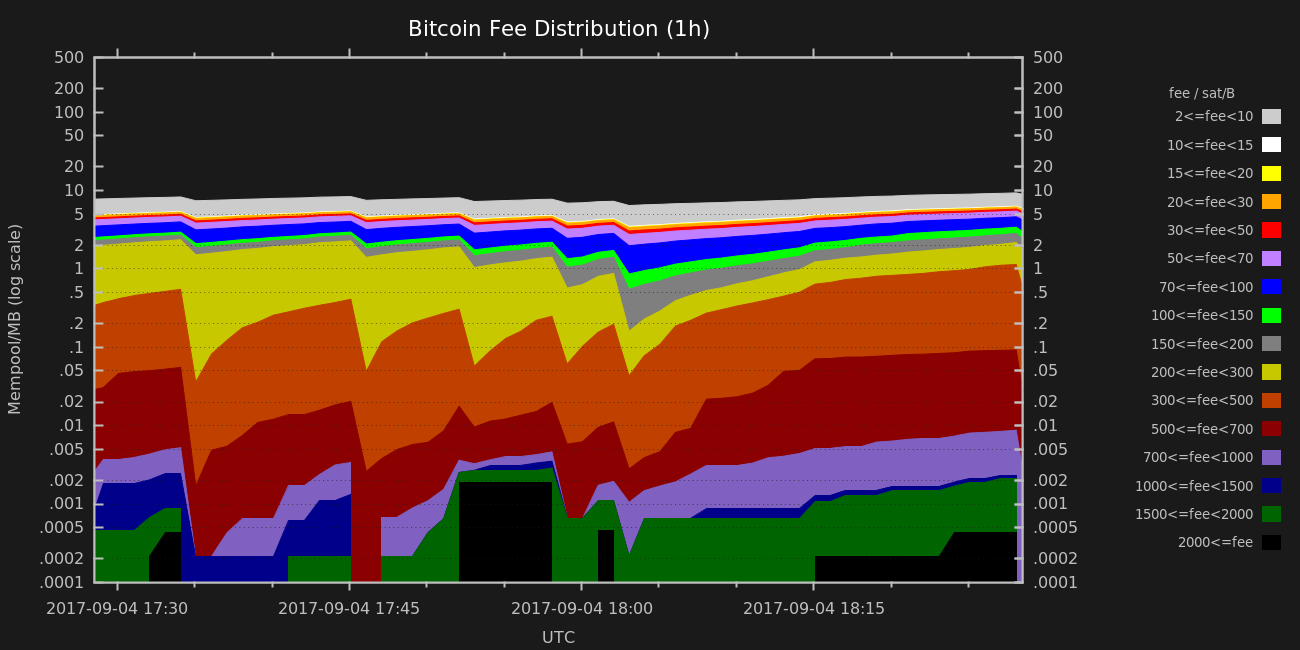 Bitcoin Fee Distribution (1h)
Mempool/MB (log scale)
500
200
100
50
20
10
5
2
1
.5
.2
.1
.05
.02
.01
.005
.002
.001
.0005
.0002
.0001
500
200
100
50
20
10
5
2
1
.5
.2
.1
.05
.02
.01
.005
.002
.001
.0005
.0002
.0001
2017-09-04 17:30
2017-09-04 17:45
2017-09-04 18:00
2017-09-04 18:15
UTC
fee / sat/B
2<=fee<10
10<=fee<15
15<=fee<20
20<=fee<30
30<=fee<50
50<=fee<70
70<=fee<100
100<=fee<150
150<=fee<200
200<=fee<300
300<=fee<500
500<=fee<700
700<=fee<1000
1000<=fee<1500
1500<=fee<2000
2000<=fee